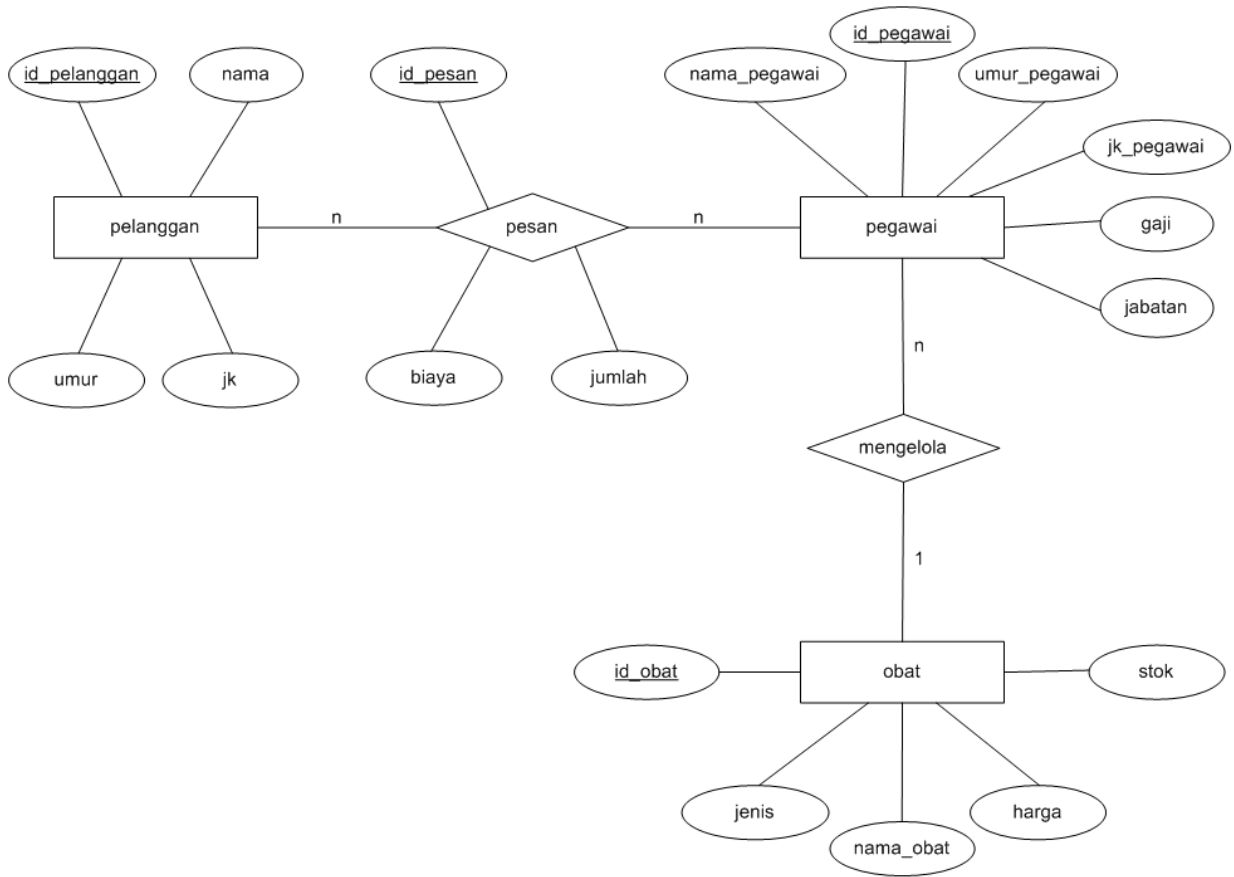 id_pegawai
id_pelanggan
nama
id_pesan
nama_pegawai
umur_pegawai
jk_pegawai
pelanggan
n
pesan
n
pegawai
gaji
jabatan
n
umur
jk
biaya
jumlah
mengelola
1
id_obat
obat
stok
jenis
nama_obat
harga